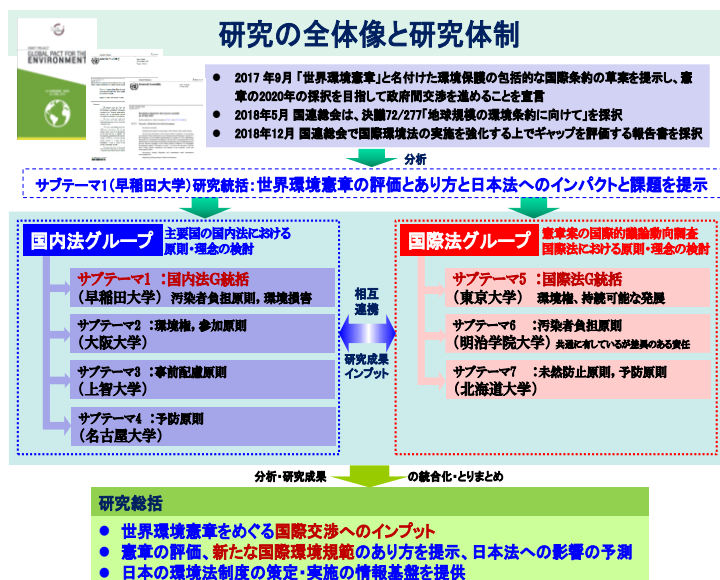 研究の全体像と研究体制
GLOBAL PACT FOR THE
ENVIRONMENT
● 2017年9月 「世界環境憲章」と名付けた環境保護の包括的な国際条約の草案を提示し、憲
章の2020年の採択を目指して政府間交渉を進めることを宣言
● 2018年5月 国連総会は、決議72/277「地球規模の環境条約に向けて」を採択
● 2018年12月 国連総会で国際環境法の実施を強化する上でギャップを評価する報告書を採択
分析
サブテーマ1(早稲田大学)研究統括:世界環境憲章の評価とあり方と日本法へのインパクトと課題を提示
国内法グループ
主要国の国内法における
原則・理念の検討
サブテーマ1 :国内法G統括
(早稲田大学) 汚染者負担原則, 環境損害
サブテーマ2 :環境権, 参加原則
(大阪大学)
サブテーマ3 :事前配慮原則
(上智大学)
サブテーマ4 :予防原則
(名古屋大学)
相互
連携
研究成果
インプット
国際法グループ
憲章案の国際的議論動向調査
国際法における原則・理念の検討
サブテーマ5 :国際法G統括
(東京大学) 環境権、持続可能な発展
サブテーマ6 :汚染者負担原則
(明治学院大学) 共通に有しているが差異のある責任
サブテーマ7 :未然防止原則, 予防原則
(北海道大学)
分析・研究成果 の統合化・とりまとめ
研究総括
● 世界環境憲章をめぐる国際交渉へのインプット
● 憲章の評価、新たな国際環境規範のあり方を提示、日本法への影響の予測
● 日本の環境法制度の策定・実施の情報基盤を提供